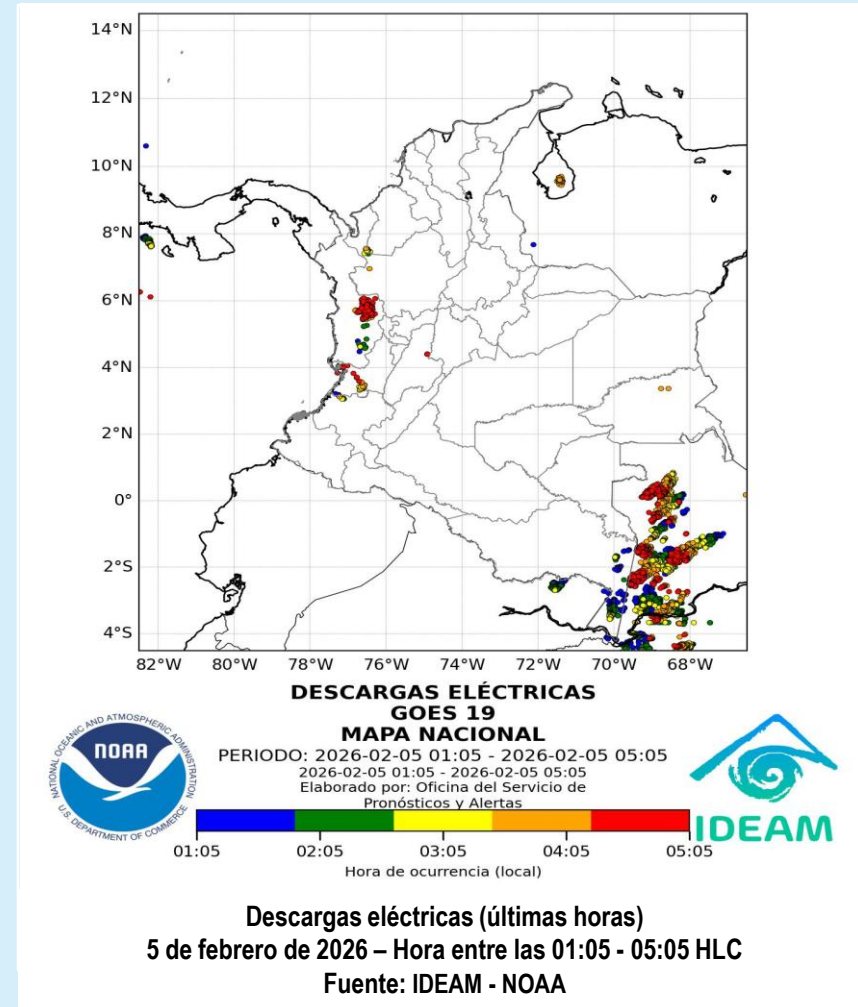 14°N
12°N
10°N
8°N
6°N
4°N
2°N
0°
2°S
4°S
82°W 80°W 78°W 76°W 74°W 72°W 70°W 68°W
DESCARGAS ELÉCTRICAS
GOES 19
MAPA NACIONAL
PERIODO: 2026-02-05 01:05 - 2026-02-05 05:05
2026-02-05 01:05 - 2026-02-05 05:05
Elaborado por: Oficina del Servicio de
Pronósticos y Alertas
NATIONAL OCEANIC AND ATMOSPHERIC ADMINISTRATION
NOAA
U.S. DEPARTMENT OF COMMERCE
IDEAM
01:05 02:05 03:05 04:05 05:05
Hora de ocurrencia (local)
Descargas eléctricas (últimas horas)
5 de febrero de 2026 – Hora entre las 01:05 - 05:05 HLC
Fuente: IDEAM - NOAA